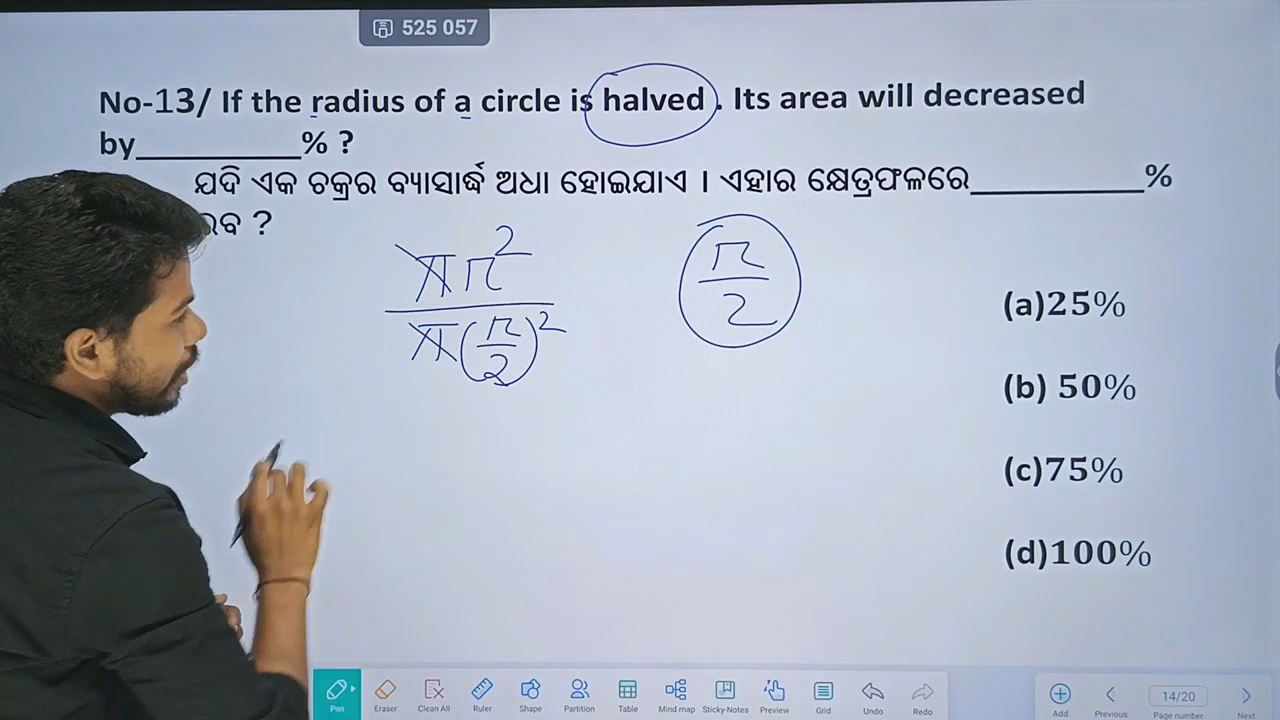 525 057
No-13/ If the radius of a circle is halved . Its area will decreased
by__________% ?
ଯଦି ଏକ ଚକ୍ରର ବ୍ୟାସାର୍ଦ୍ଧ ଅଧା ହୋଇଯାଏ । ଏହାର କ୍ଷେତ୍ରଫଳରେ__________%
?
πr²
π(r/2)²
r/2
(a)25%
(b) 50%
(c)75%
(d)100%
Pen Eraser Clean All Ruler Shape Partition Table Mind map Sticky-Notes Preview Grid Undo Redo
Add Previous 14/20 Page number Next